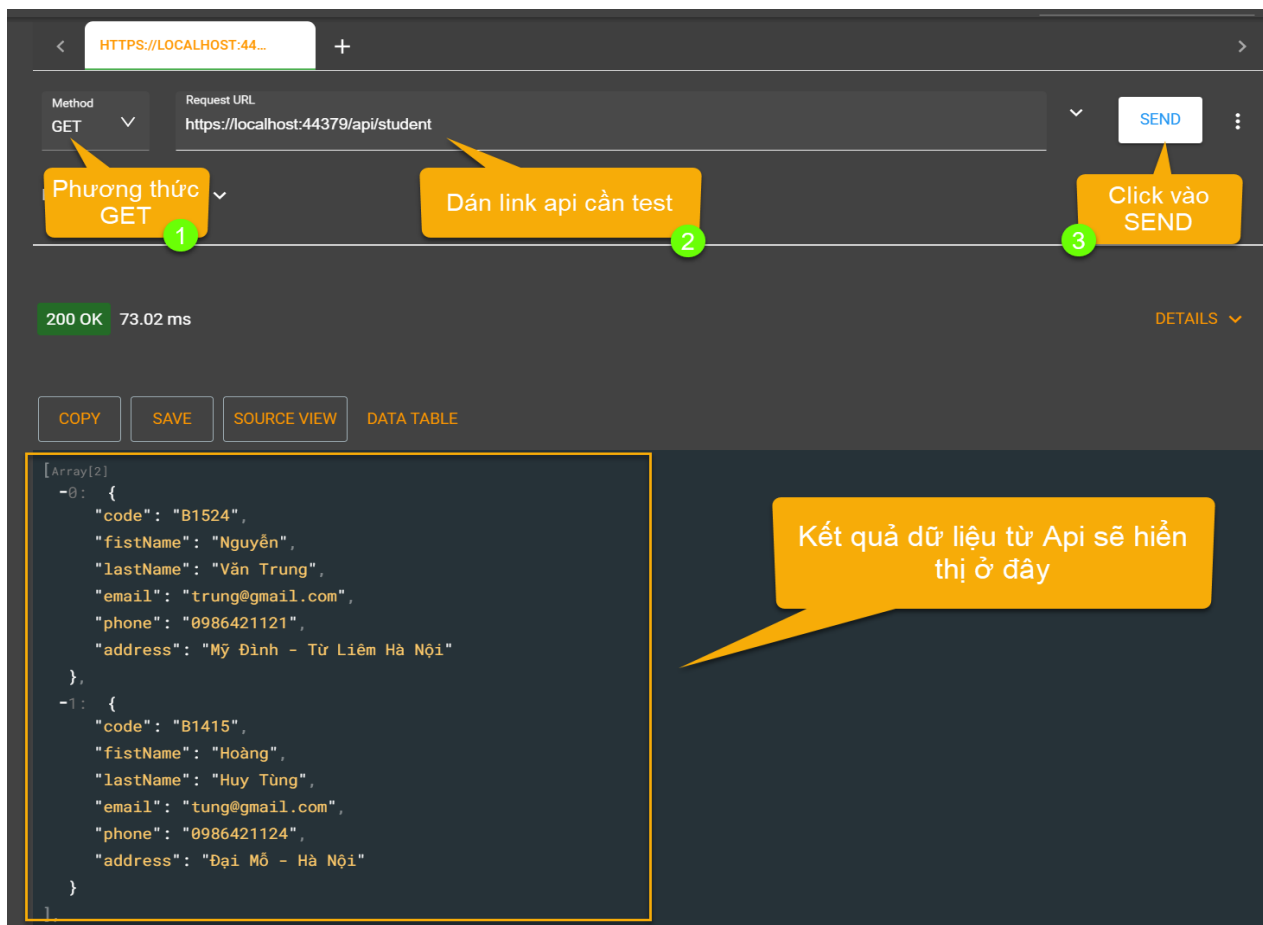 HTTPS://LOCALHOST:44...
+
Method
GET
Request URL
https://localhost:44379/api/student
SEND
Phương thức
GET
1
Dán link api cần test
2
Click vào
SEND
3
200 OK 73.02 ms
DETAILS
COPY SAVE SOURCE VIEW DATA TABLE
[Array[2]
-0: {
"code": "B1524",
"fistName": "Nguyễn",
"lastName": "Văn Trung",
"email": "trung@gmail.com",
"phone": "0986421121",
"address": "Mỹ Đình - Từ Liêm Hà Nội"
},
-1: {
"code": "B1415",
"fistName": "Hoàng",
"lastName": "Huy Tùng",
"email": "tung@gmail.com",
"phone": "0986421124",
"address": "Đại Mỗ - Hà Nội"
}
],
Kết quả dữ liệu từ Api sẽ hiển
thị ở đây